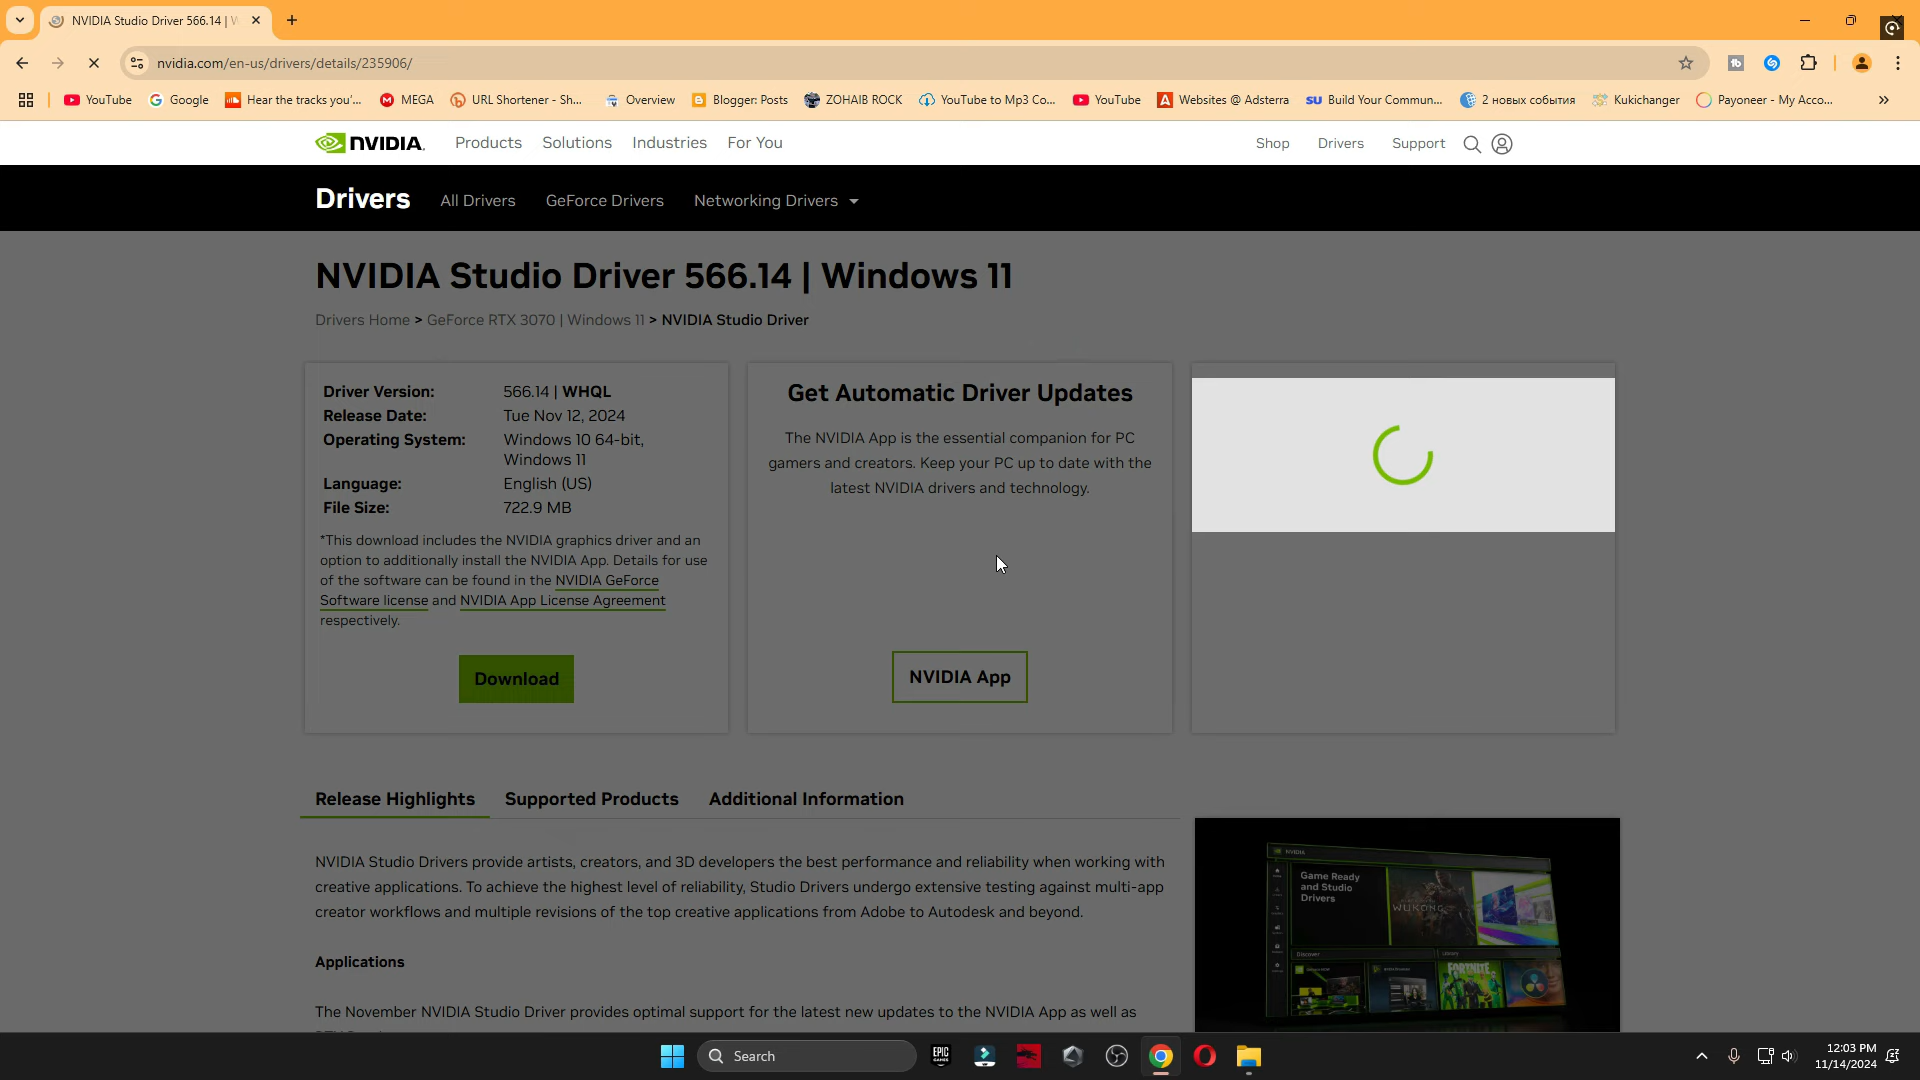 NVIDIA Studio Driver 566.14 | W
nvidia.com/en-us/drivers/details/235906/
YouTube
Google
Hear the tracks you'...
MEGA
URL Shortener - Sh...
Overview
Blogger: Posts
ZOHAIB ROCK
YouTube to Mp3 Co...
YouTube
Websites @ Adsterra
Build Your Commun...
2 новых события
Kukichanger
Payoneer - My Acco...
NVIDIA.
Products
Solutions
Industries
For You
Shop
Drivers
Support
Drivers
All Drivers
GeForce Drivers
Networking Drivers
NVIDIA Studio Driver 566.14 | Windows 11
Drivers Home > GeForce RTX 3070 | Windows 11 > NVIDIA Studio Driver
Driver Version: 566.14 | WHQL
Release Date: Tue Nov 12, 2024
Operating System: Windows 10 64-bit,
Windows 11
Language: English (US)
File Size: 722.9 MB
*This download includes the NVIDIA graphics driver and an
option to additionally install the NVIDIA App. Details for use
of the software can be found in the NVIDIA GeForce
Software license and NVIDIA App License Agreement
respectively.
Download
Get Automatic Driver Updates
The NVIDIA App is the essential companion for PC
gamers and creators. Keep your PC up to date with the
latest NVIDIA drivers and technology.
NVIDIA App
Release Highlights
Supported Products
Additional Information
NVIDIA Studio Drivers provide artists, creators, and 3D developers the best performance and reliability when working with
creative applications. To achieve the highest level of reliability, Studio Drivers undergo extensive testing against multi-app
creator workflows and multiple revisions of the top creative applications from Adobe to Autodesk and beyond.
Applications
The November NVIDIA Studio Driver provides optimal support for the latest new updates to the NVIDIA App as well as
NVIDIA
Game Ready
and Studio
Drivers
WUKONG
Discover
Library
FORTNITE
Search
EPIC
GAMES
12:03 PM
11/14/2024